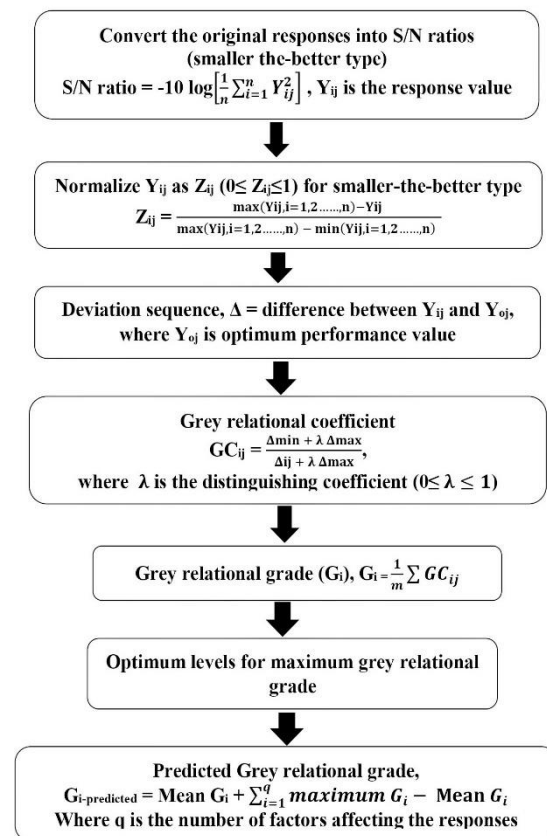 Convert the original responses into S/N ratios
(smaller the-better type)
S/N ratio = -10 log[1/n ∑ⁿᵢ₌₁ Y²ᵢⱼ] , Yᵢⱼ is the response value
Normalize Yᵢⱼ as Zᵢⱼ (0≤ Zᵢⱼ≤1) for smaller-the-better type
Zᵢⱼ = max(Yij,i=1,2......,n)−Yij / max(Yij,i=1,2......,n) − min(Yij,i=1,2......,n)
Deviation sequence, Δ = difference between Yᵢⱼ and Yₒⱼ,
where Yₒⱼ is optimum performance value
Grey relational coefficient
GCᵢⱼ = Δmin + λ Δmax / Δij + λ Δmax,
where λ is the distinguishing coefficient (0≤ λ ≤ 1)
Grey relational grade (Gᵢ), Gᵢ = 1/m ∑ GCᵢⱼ
Optimum levels for maximum grey relational
grade
Predicted Grey relational grade,
Gᵢ₋ₚᵣₑdᵢcₜₑd = Mean Gᵢ + ∑^qᵢ₌₁ maximum Gᵢ − Mean Gᵢ
Where q is the number of factors affecting the responses